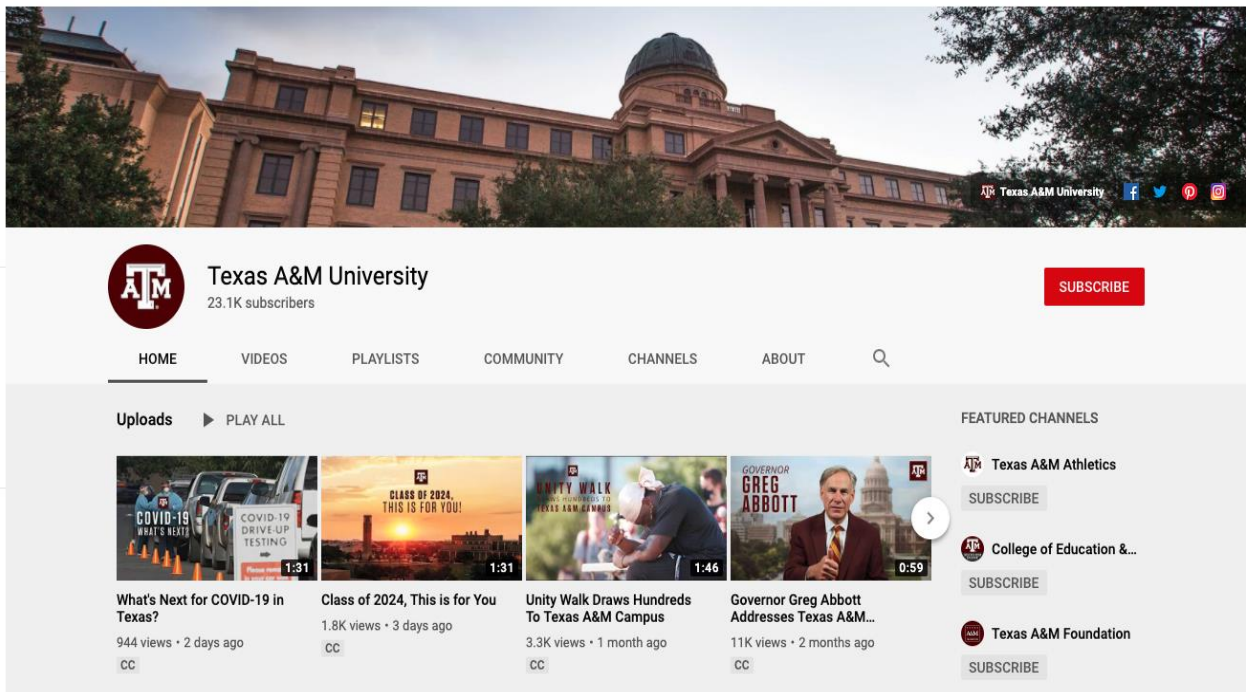 Texas A&M University
Texas A&M University
23.1K subscribers
SUBSCRIBE
HOME VIDEOS PLAYLISTS COMMUNITY CHANNELS ABOUT
Uploads PLAY ALL
COVID-19
WHAT'S NEXT?
COVID-19
DRIVE-UP
TESTING
1:31
What's Next for COVID-19 in
Texas?
944 views • 2 days ago
CC
CLASS OF 2024,
THIS IS FOR YOU!
1:31
Class of 2024, This is for You
1.8K views • 3 days ago
CC
UNITY WALK
DRAWS HUNDREDS TO
TEXAS A&M CAMPUS
1:46
Unity Walk Draws Hundreds
To Texas A&M Campus
3.3K views • 1 month ago
CC
GOVERNOR
GREG
ABBOTT
0:59
Governor Greg Abbott
Addresses Texas A&M...
11K views • 2 months ago
CC
FEATURED CHANNELS
Texas A&M Athletics
SUBSCRIBE
College of Education &...
SUBSCRIBE
Texas A&M Foundation
SUBSCRIBE